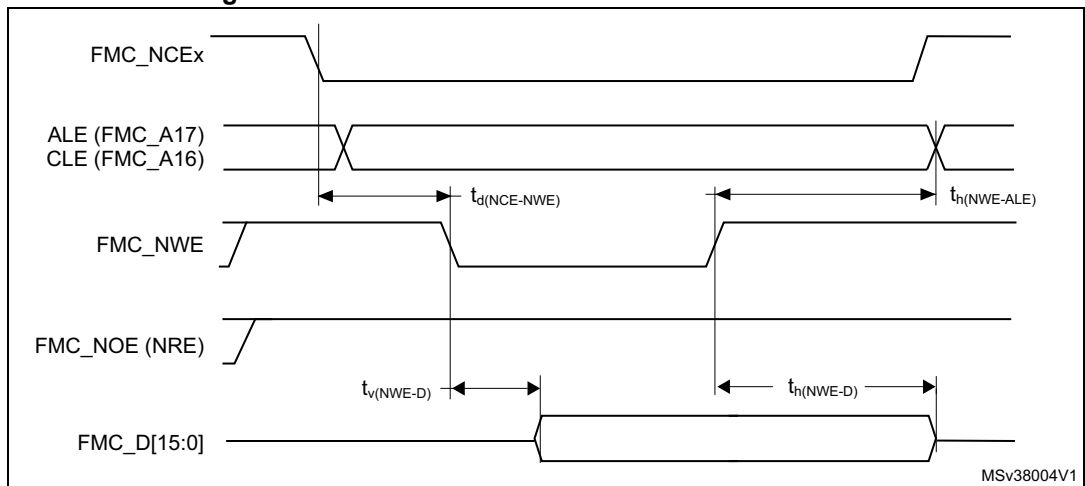 FMC_NCEx
ALE (FMC_A17)
CLE (FMC_A16)
td(NCE-NWE)
th(NWE-ALE)
FMC_NWE
FMC_NOE (NRE)
tv(NWE-D)
th(NWE-D)
FMC_D[15:0]
MSv38004V1